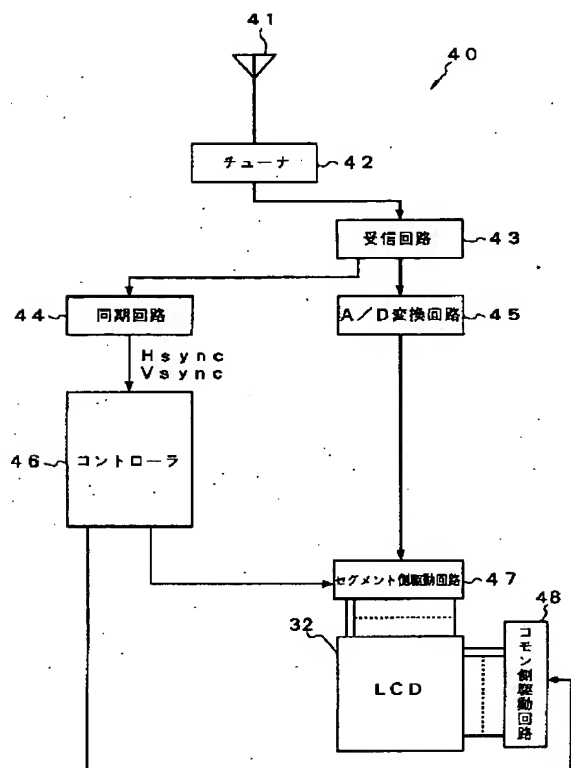 41
40
チューナ
42
受信回路
43
44
同期回路
A/D変換回路
45
Hsync
Vsync
46
コントローラ
セグメント側駆動回路
47
48
32
LCD
コモン側駆動回路